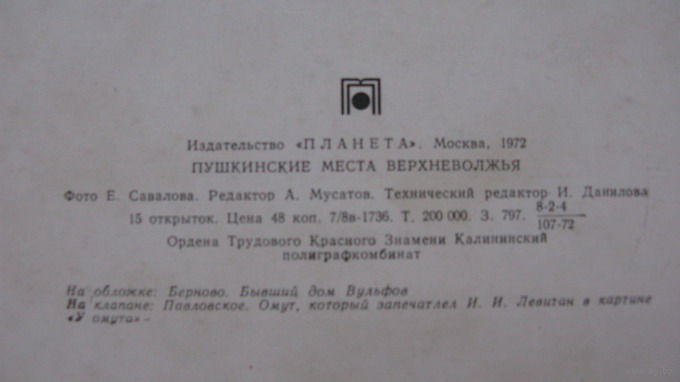 Издательство «ПЛАНЕТА». Москва, 1972
ПУШКИНСКИЕ МЕСТА ВЕРХНЕВОЛЖЬЯ
Фото Е. Савалова. Редактор А. Мусатов. Технический редактор И. Данилова
15 открыток. Цена 48 коп. 7/8в-1736. Т. 200 000. З. 797. 8-2-4
107-72
Ордена Трудового Красного Знамени Калининский
полиграфкомбинат
На обложке: Берново. Бывший дом Вульфов
На клапане: Павловское. Омут, который запечатлел И. И. Левитан в картине
«У омута»-